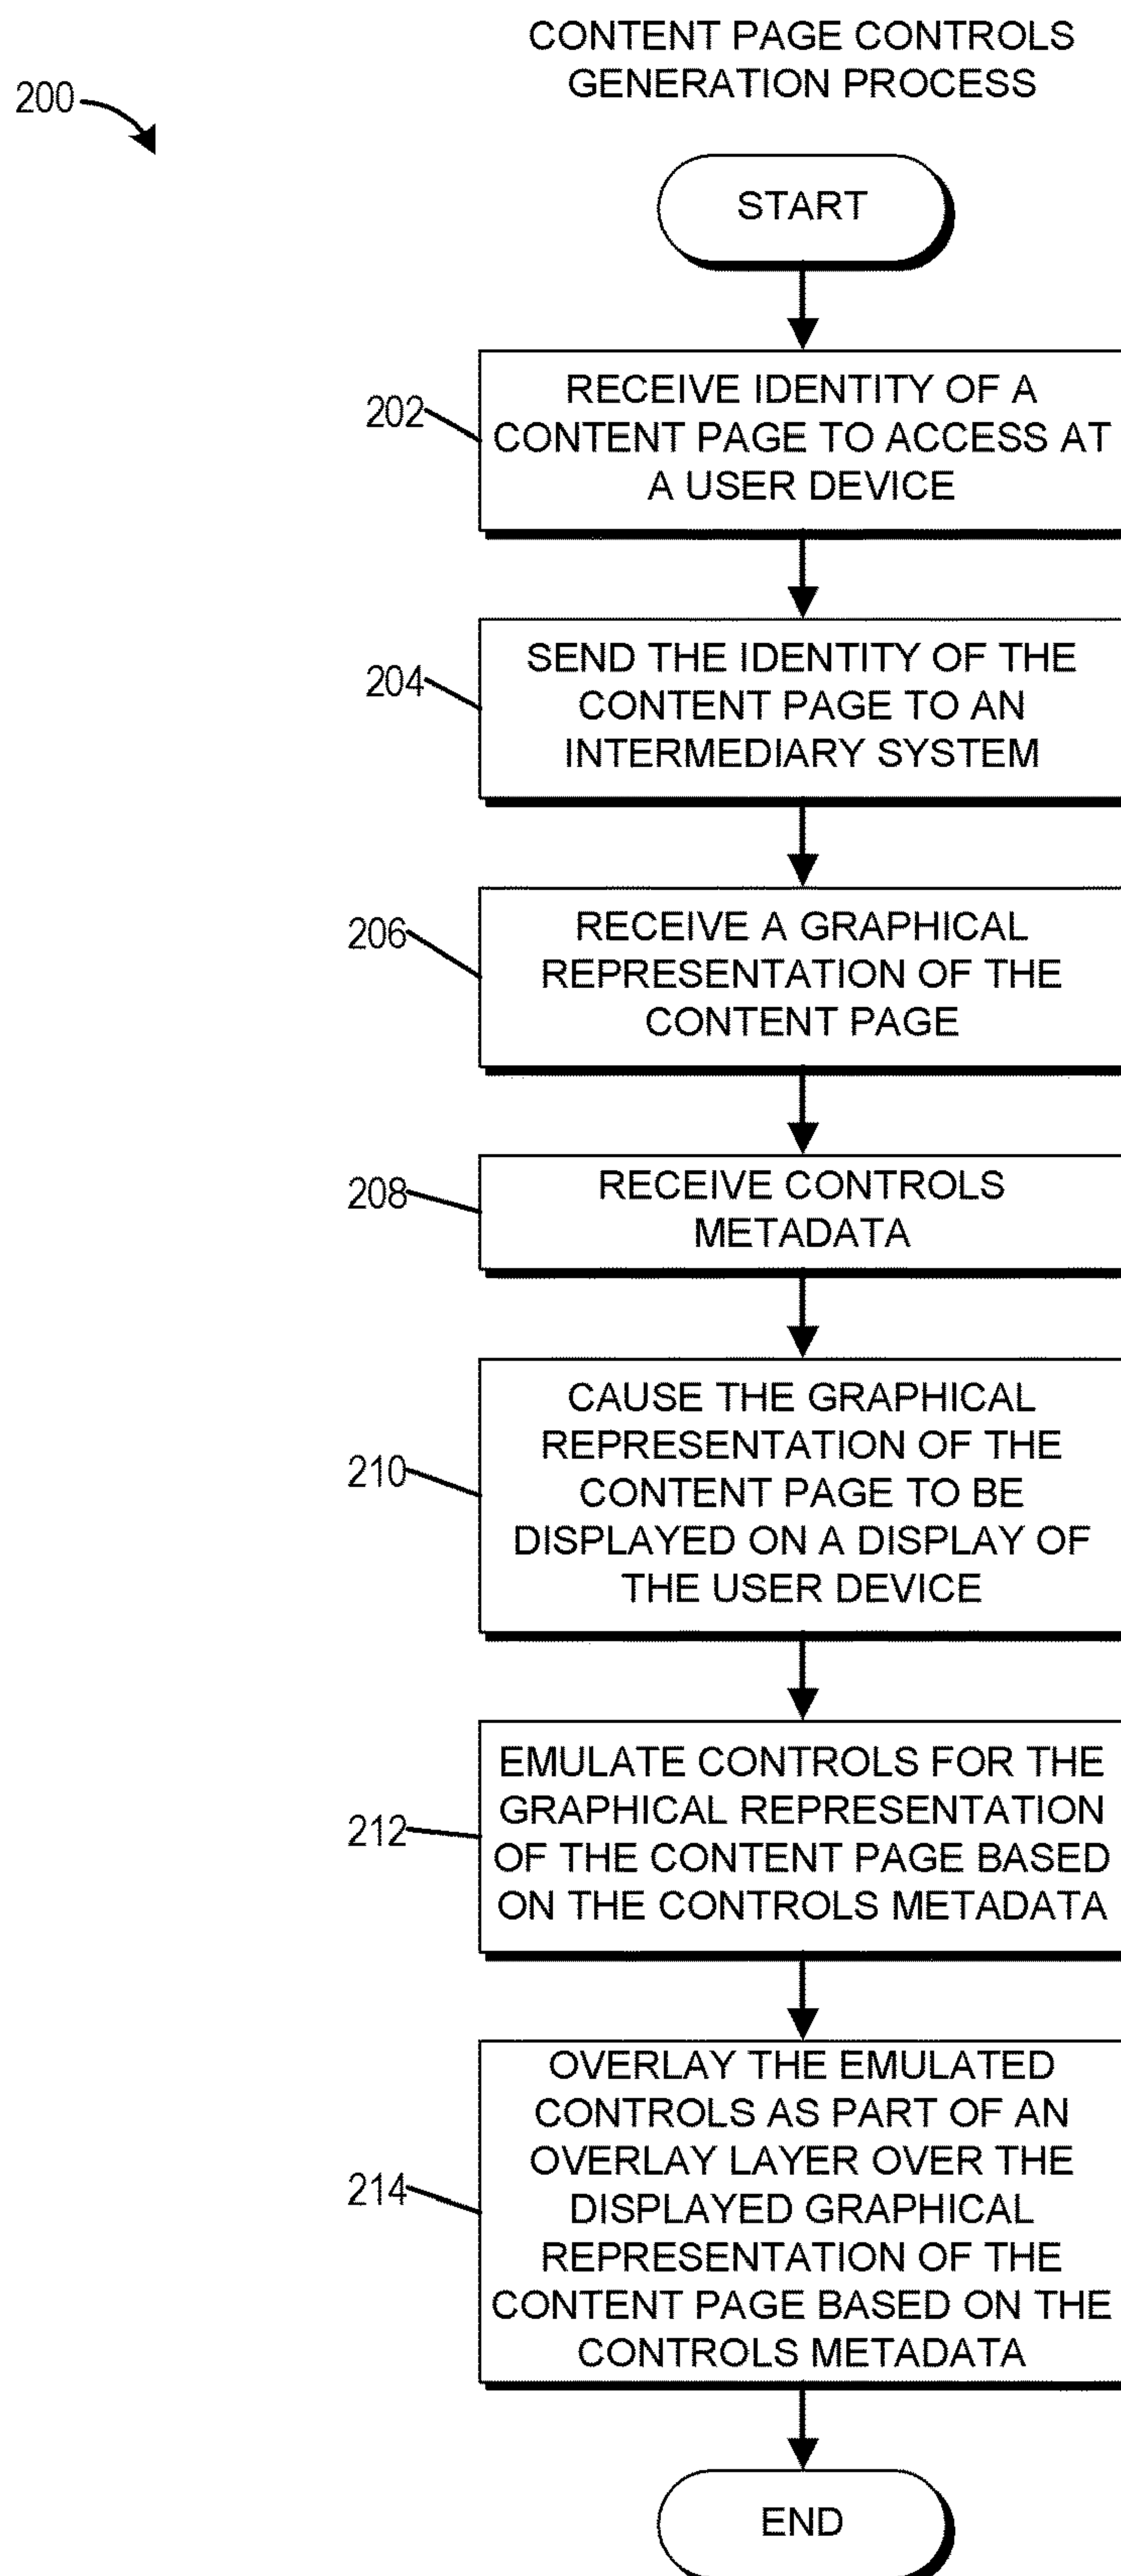 CONTENT PAGE CONTROLS
GENERATION PROCESS
200
START
202
RECEIVE IDENTITY OF A
CONTENT PAGE TO ACCESS AT
A USER DEVICE
204
SEND THE IDENTITY OF THE
CONTENT PAGE TO AN
INTERMEDIARY SYSTEM
206
RECEIVE A GRAPHICAL
REPRESENTATION OF THE
CONTENT PAGE
208
RECEIVE CONTROLS
METADATA
210
CAUSE THE GRAPHICAL
REPRESENTATION OF THE
CONTENT PAGE TO BE
DISPLAYED ON A DISPLAY OF
THE USER DEVICE
212
EMULATE CONTROLS FOR THE
GRAPHICAL REPRESENTATION
OF THE CONTENT PAGE BASED
ON THE CONTROLS METADATA
214
OVERLAY THE EMULATED
CONTROLS AS PART OF AN
OVERLAY LAYER OVER THE
DISPLAYED GRAPHICAL
REPRESENTATION OF THE
CONTENT PAGE BASED ON THE
CONTROLS METADATA
END